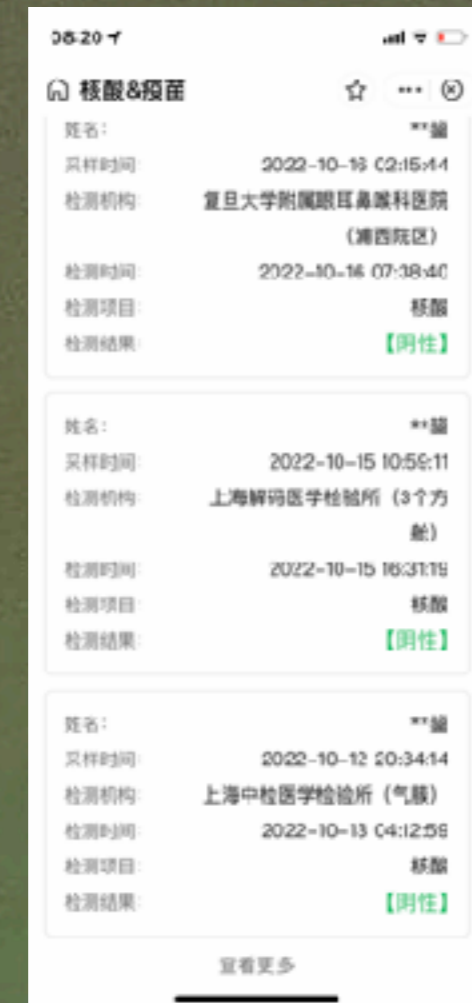 08:20
核酸&疫苗
姓名：
采样时间： 2022-10-16 02:15:44
检测机构： 复旦大学附属眼耳鼻喉科医院
（浦西院区）
检测时间： 2022-10-16 07:38:40
检测项目： 核酸
检测结果： 【阴性】
姓名：
采样时间： 2022-10-15 10:59:11
检测机构： 上海解码医学检验所（3个方
舱）
检测时间： 2022-10-15 16:31:19
检测项目： 核酸
检测结果： 【阴性】
姓名：
采样时间： 2022-10-12 20:34:14
检测机构： 上海中检医学检验所（气膜）
检测时间： 2022-10-13 04:12:59
检测项目： 核酸
检测结果： 【阴性】
查看更多